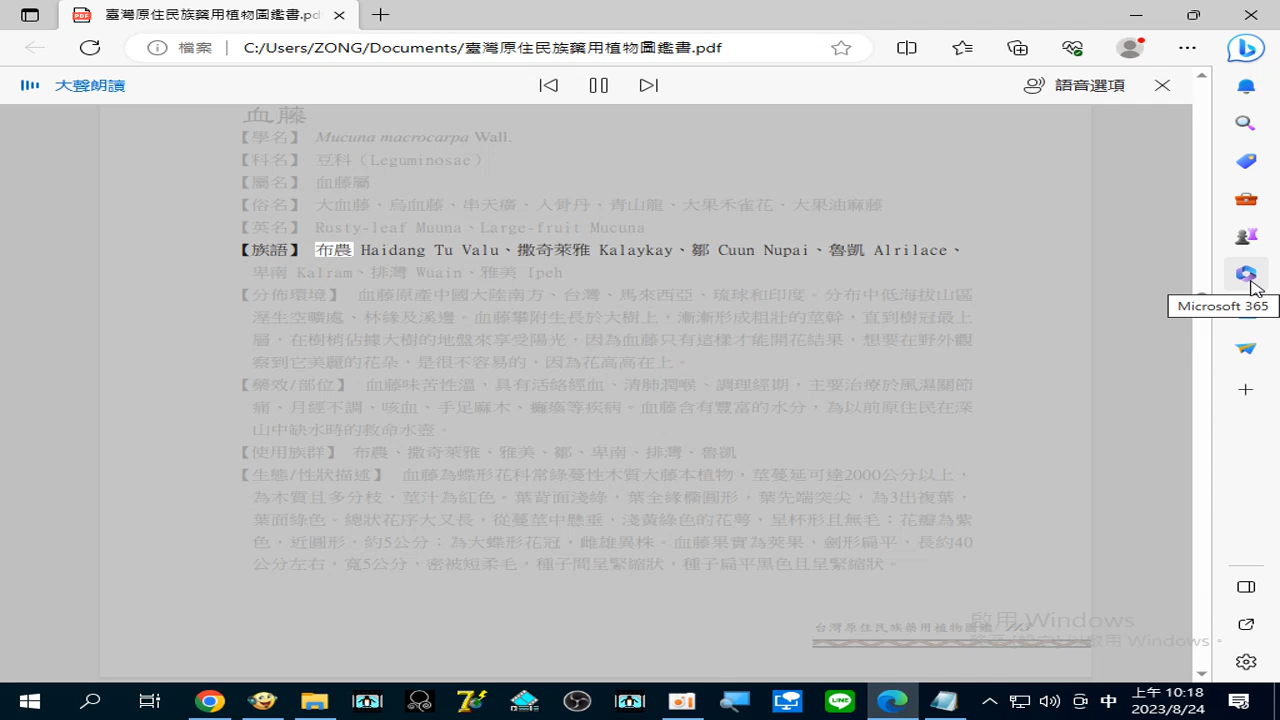 臺灣原住民族藥用植物圖鑑書.pdf
檔案 C:/Users/ZONG/Documents/臺灣原住民族藥用植物圖鑑書.pdf
大聲朗讀
語音選項
血藤
【學名】 Mucuna macrocarpa Wall.
【科名】 豆科（Leguminosae）
【屬名】 血藤屬
【俗名】 大血藤、烏血藤、串天癀、入骨丹、青山龍、大果禾雀花、大果油麻藤
【英名】 Rusty-leaf Muuna、Large-fruit Mucuna
【族語】 布農 Haidang Tu Valu、撒奇萊雅 Kalaykay、鄒 Cuun Nupai、魯凱 Alrilace、
卑南 Kalram、排灣 Wuain、雅美 Ipeh
【分佈環境】 血藤原產中國大陸南方、台灣、馬來西亞、琉球和印度。分布中低海拔山區
溼生空曠處、林緣及溪邊。血藤攀附生長於大樹上，漸漸形成粗壯的莖幹，直到樹冠最上
層，在樹梢佔據大樹的地盤來享受陽光，因為血藤只有這樣才能開花結果，想要在野外觀
察到它美麗的花朵，是很不容易的，因為花高高在上。
【藥效/部位】 血藤味苦性溫，具有活絡經血、清肺潤喉、調理經期，主要治療於風濕關節
痛、月經不調、咳血、手足麻木、癱瘓等疾病。血藤含有豐富的水分，為以前原住民在深
山中缺水時的救命水壺。
【使用族群】 布農、撒奇萊雅、雅美、鄒、卑南、排灣、魯凱
【生態/性狀描述】 血藤為蝶形花科常綠蔓性木質大藤本植物，莖蔓延可達2000公分以上，
為木質且多分枝，莖汁為紅色。葉背面淺綠，葉全緣橢圓形，葉先端突尖，為3出複葉，
葉面綠色。總狀花序大又長，從蔓莖中懸垂，淺黃綠色的花萼，呈杯形且無毛；花瓣為紫
色，近圓形，約5公分；為大蝶形花冠，雌雄異株。血藤果實為莢果，劍形扁平，長約40
公分左右，寬5公分，密被短柔毛，種子間呈緊縮狀，種子扁平黑色且呈緊縮狀。
台灣原住民族藥用植物圖鑑
啟用 Windows
Microsoft 365
中
上午 10:18
2023/8/24